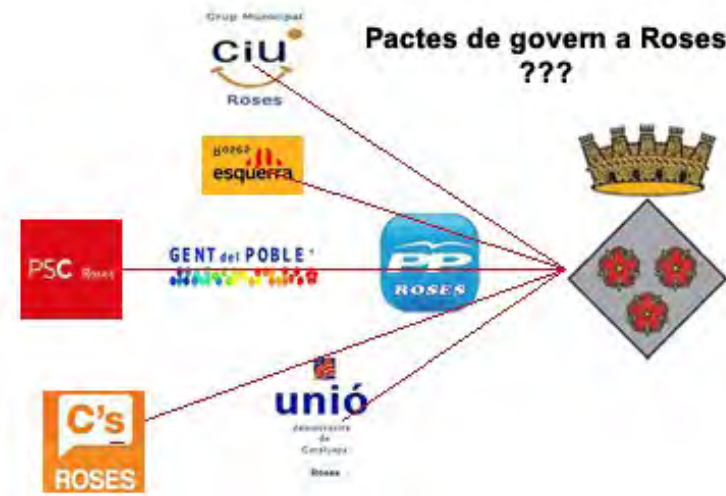 Grup Municipal
CiU
Roses
Pactes de govern a Roses
???
Roses
esquerra
PSC Roses
GENT del POBLE
PP
ROSES
C's
ROSES
unió
democràtica
de
Catalunya
Roses